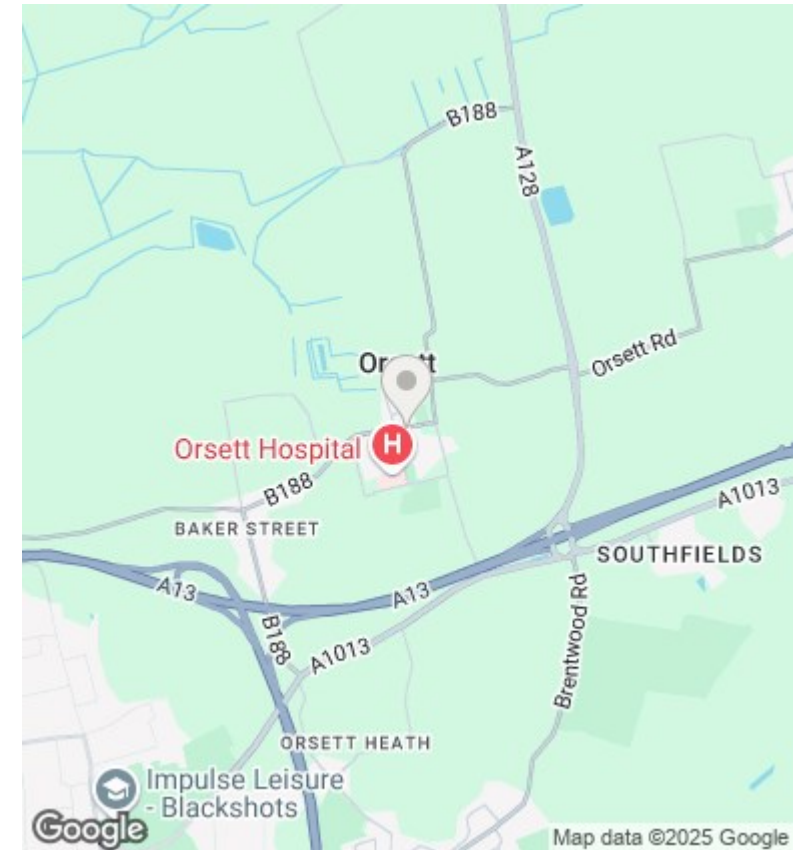 B188
A128
Orsett Rd
Orsett
Orsett Hospital
H
B188
BAKER STREET
A1013
SOUTHFIELDS
A13
A13
B188
A1013
Brentwood Rd
ORSETT HEATH
Impulse Leisure
- Blackshots
Google
Map data ©2025 Google